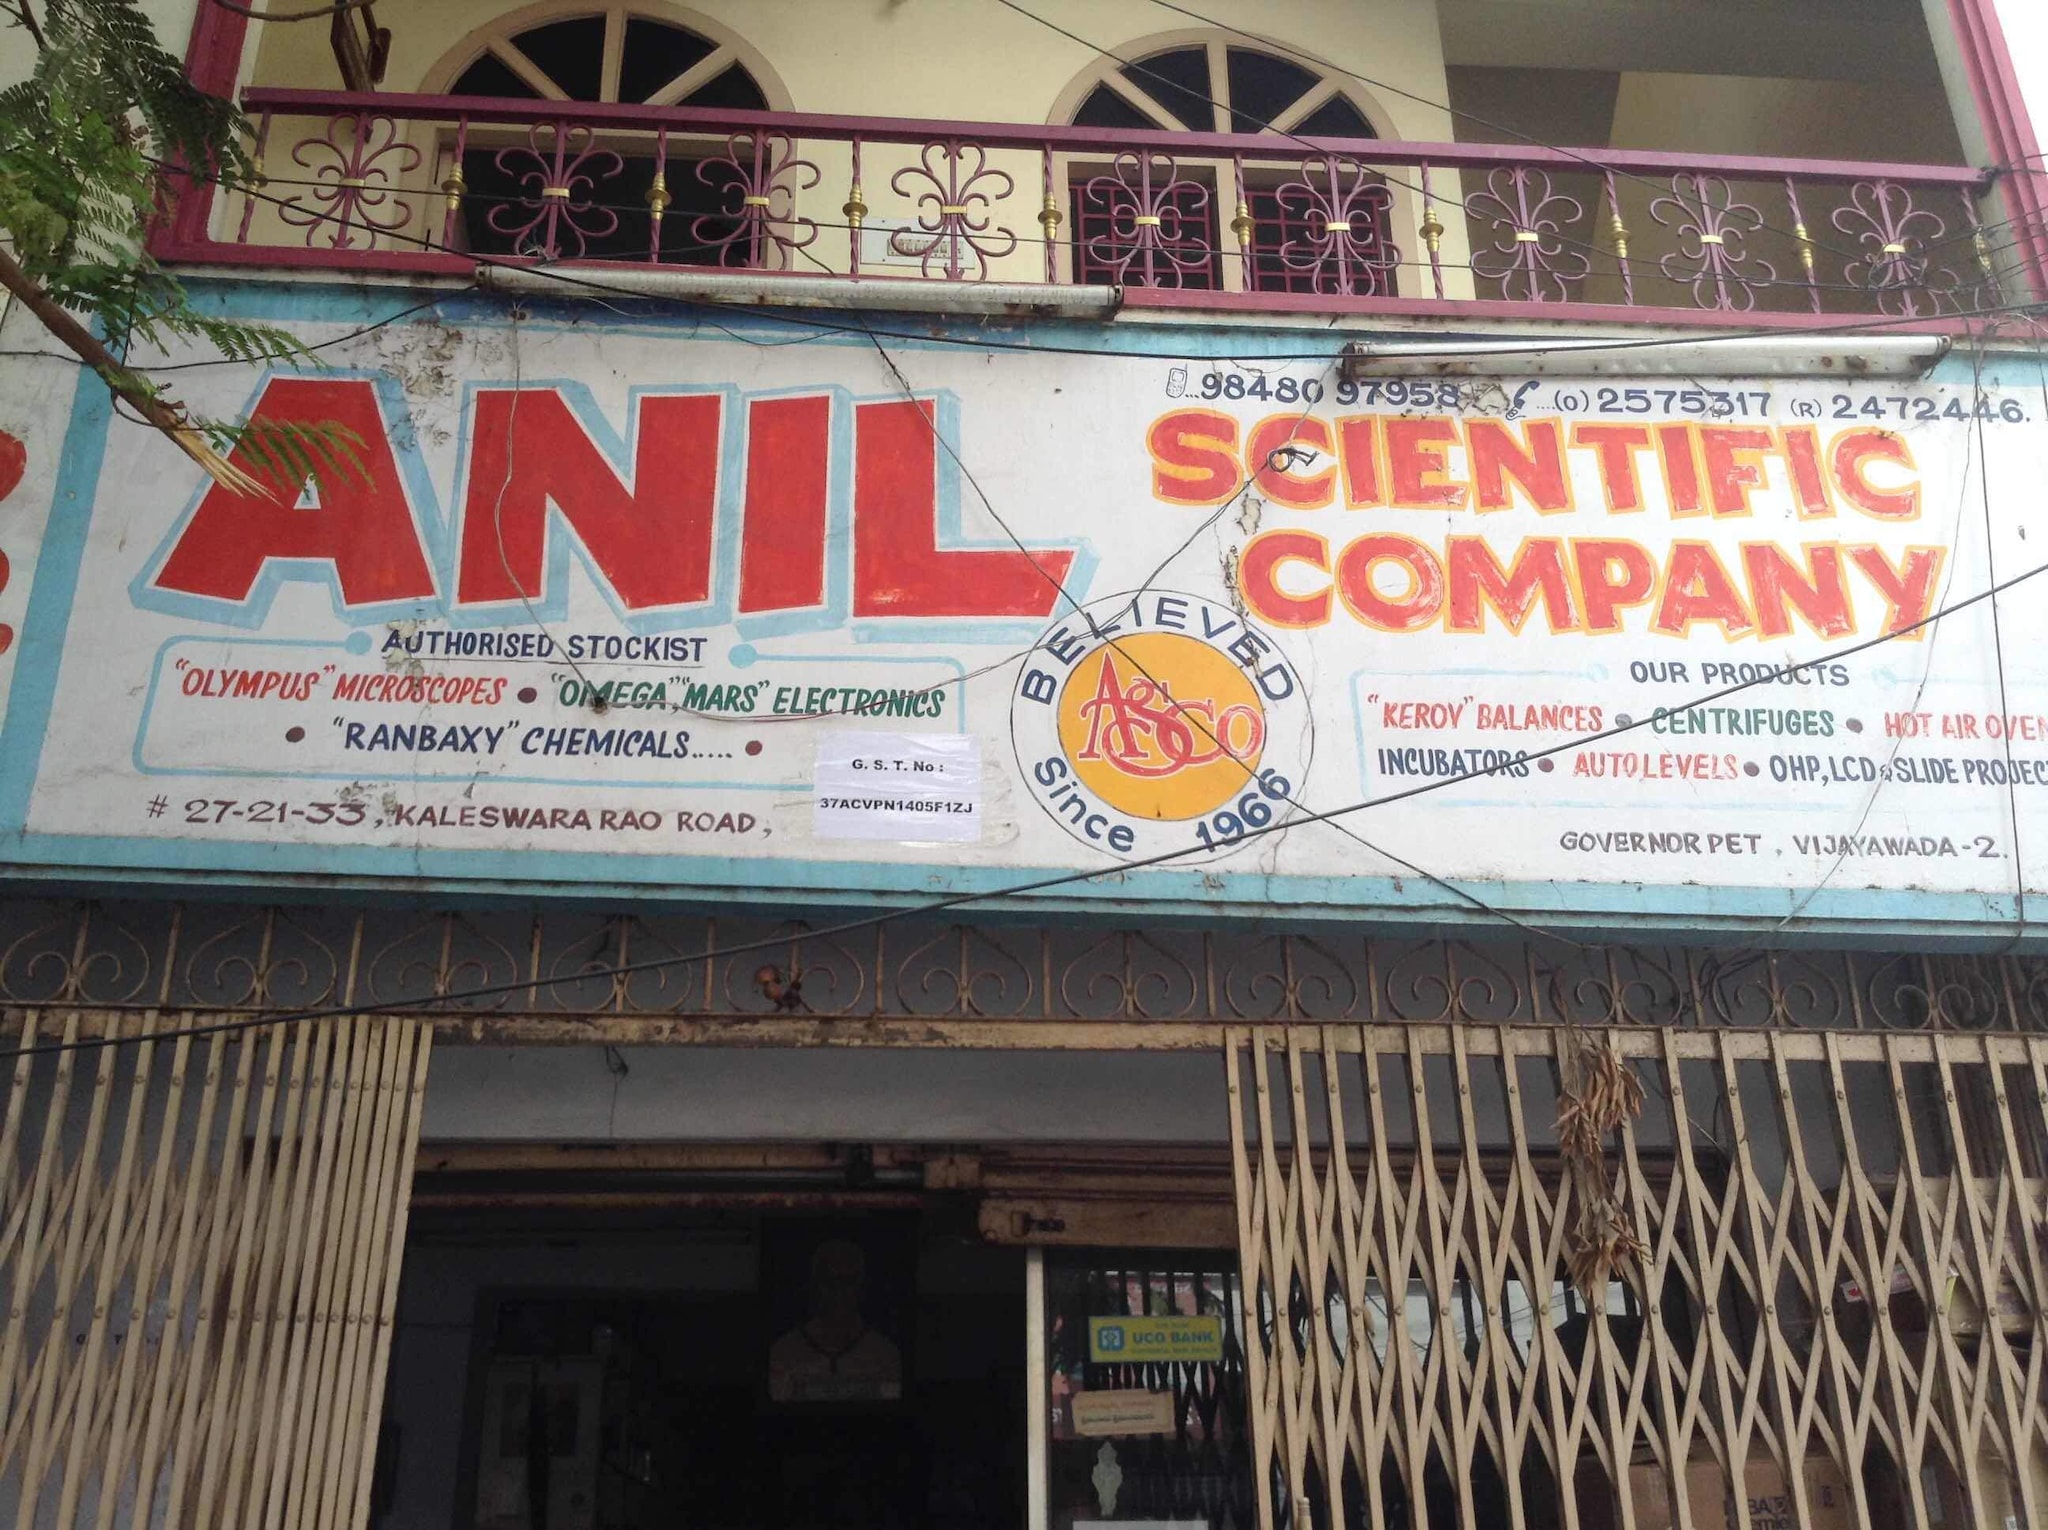 ANIL
98480 97958 (O) 2575317 (R) 2472446.
SCIENTIFIC
COMPANY
AUTHORISED STOCKIST
"OLYMPUS" MICROSCOPES • "OMEGA", "MARS" ELECTRONICS
• "RANBAXY" CHEMICALS..... •
# 27-21-33, KALESWARA RAO ROAD,
G. S. T. No :
37ACVPN1405F1ZJ
BELIEVED
ASCO
Since 1966
OUR PRODUCTS
"KEROY" BALANCES • CENTRIFUGES • HOT AIR OVEN
INCUBATORS • AUTO LEVELS • OHP, LCD & SLIDE PROJEC
GOVERNOR PET, VIJAYAWADA-2.
UCO BANK